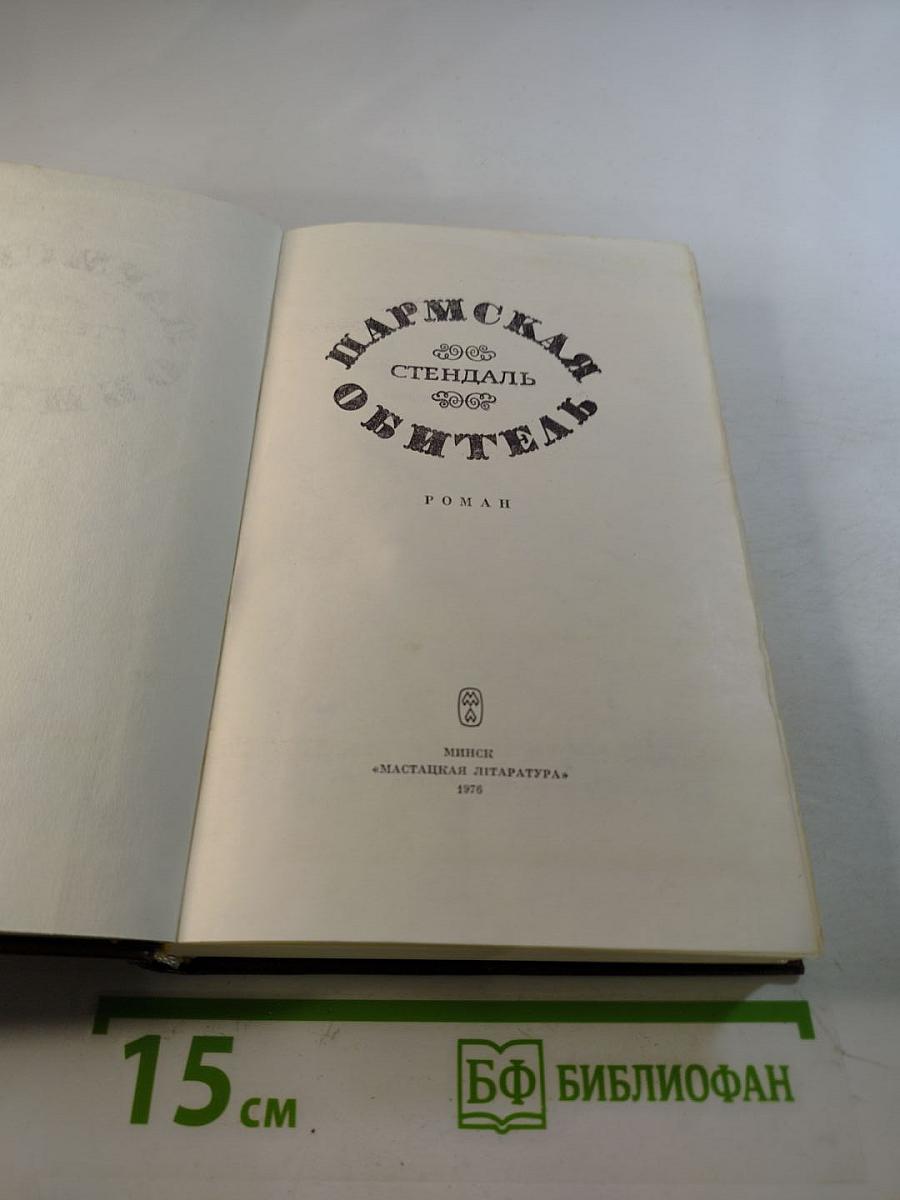 ПАРМСКАЯ
СТЕНДАЛЬ
ОБИТЕЛЬ
РОМАН
МИНСК
«МАСТАЦКАЯ ЛІТАРАТУРА»
1976
15 см
БФ БИБЛИОФАН